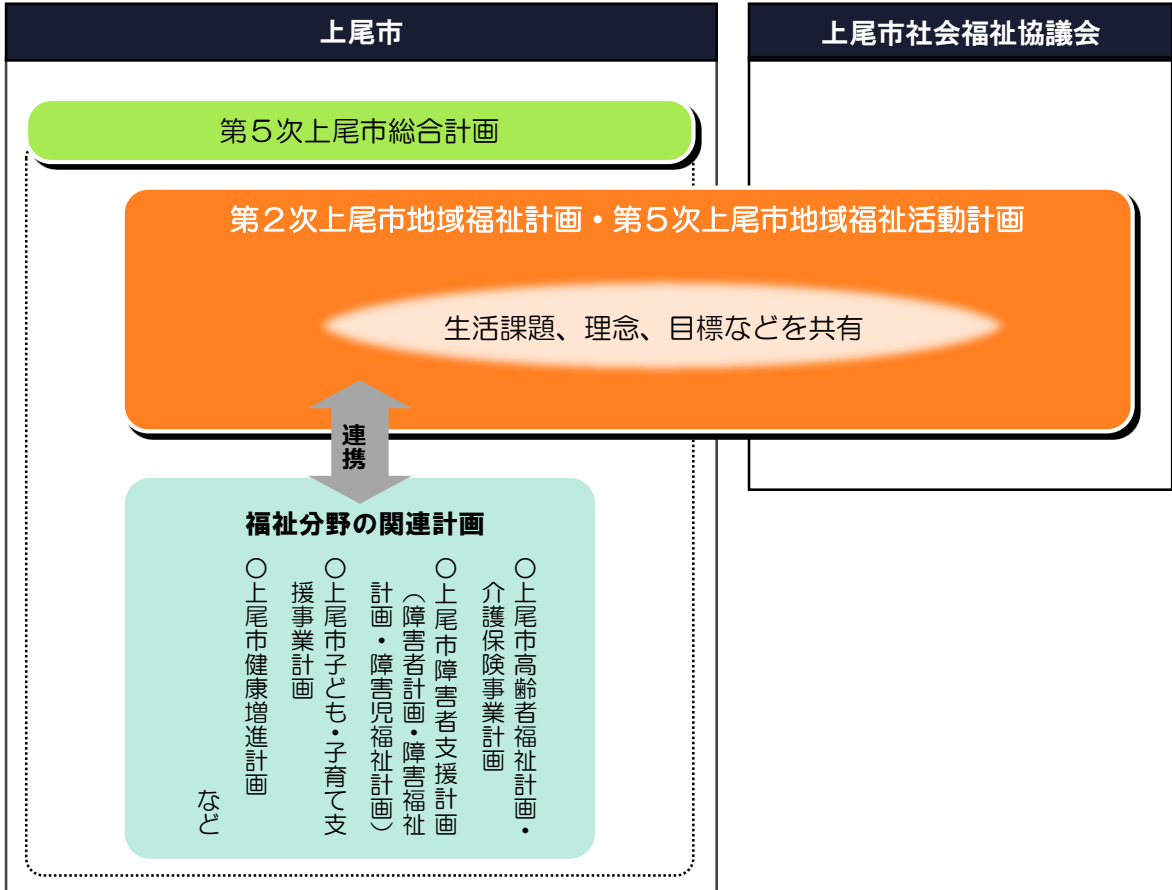 上尾市
上尾市社会福祉協議会
第５次上尾市総合計画
第２次上尾市地域福祉計画・第５次上尾市地域福祉活動計画
生活課題、理念、目標などを共有
連携
福祉分野の関連計画
○上尾市高齢者福祉計画・
介護保険事業計画
○上尾市障害者支援計画
（障害者計画・障害福祉
計画・障害児福祉計画）
○上尾市子ども・子育て支
援事業計画
○上尾市健康増進計画
など